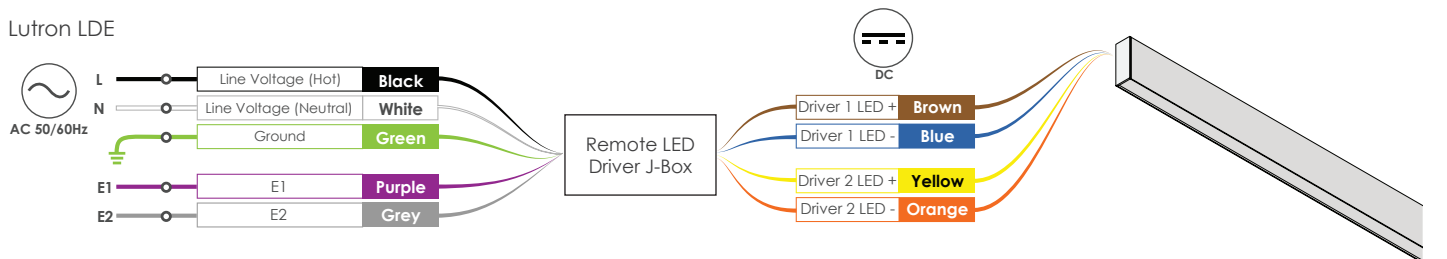 Lutron LDE
L
Line Voltage (Hot)
Black
N
Line Voltage (Neutral)
White
AC 50/60Hz
Ground
Green
E1
E1
Purple
E2
E2
Grey
Remote LED
Driver J-Box
DC
Driver 1 LED +
Brown
Driver 1 LED -
Blue
Driver 2 LED +
Yellow
Driver 2 LED -
Orange